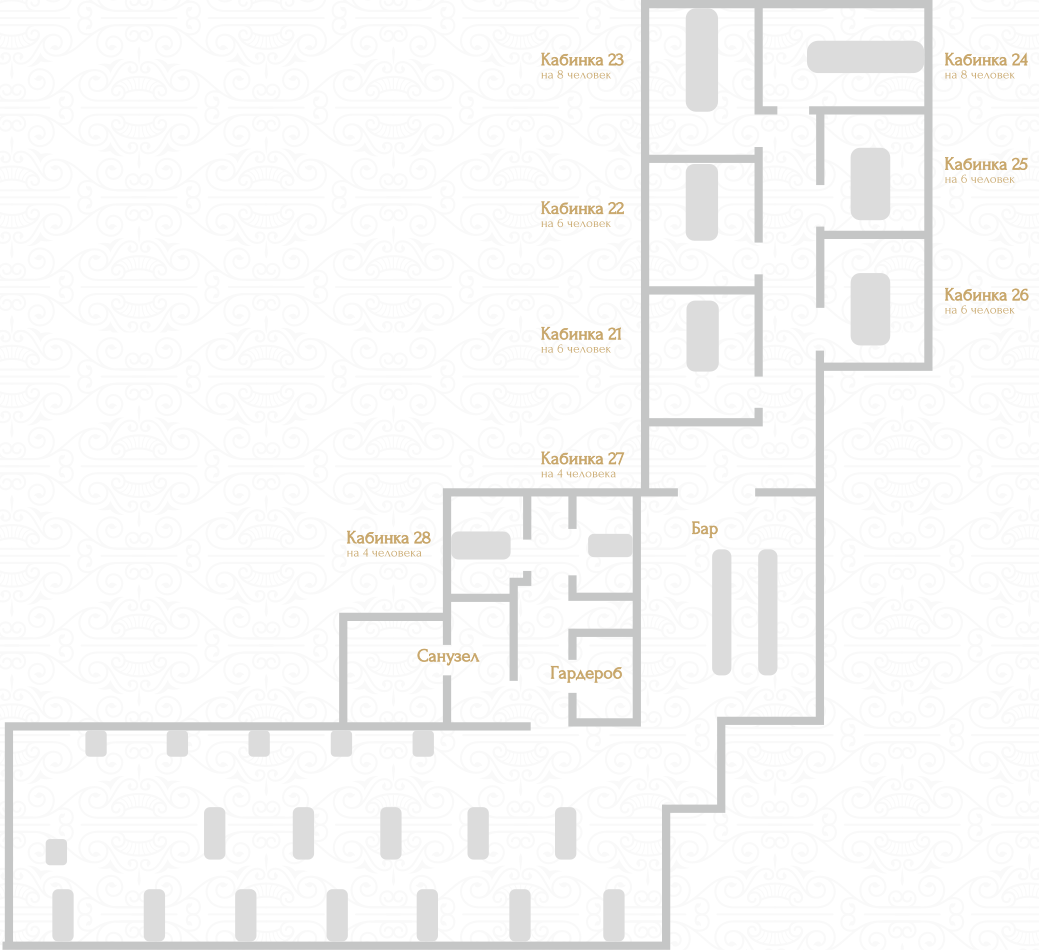 Кабинка 23
на 8 человек
Кабинка 24
на 8 человек
Кабинка 25
на 6 человек
Кабинка 22
на 6 человек
Кабинка 26
на 6 человек
Кабинка 21
на 6 человек
Кабинка 27
на 4 человека
Бар
Кабинка 28
на 4 человека
Санузел
Гардероб